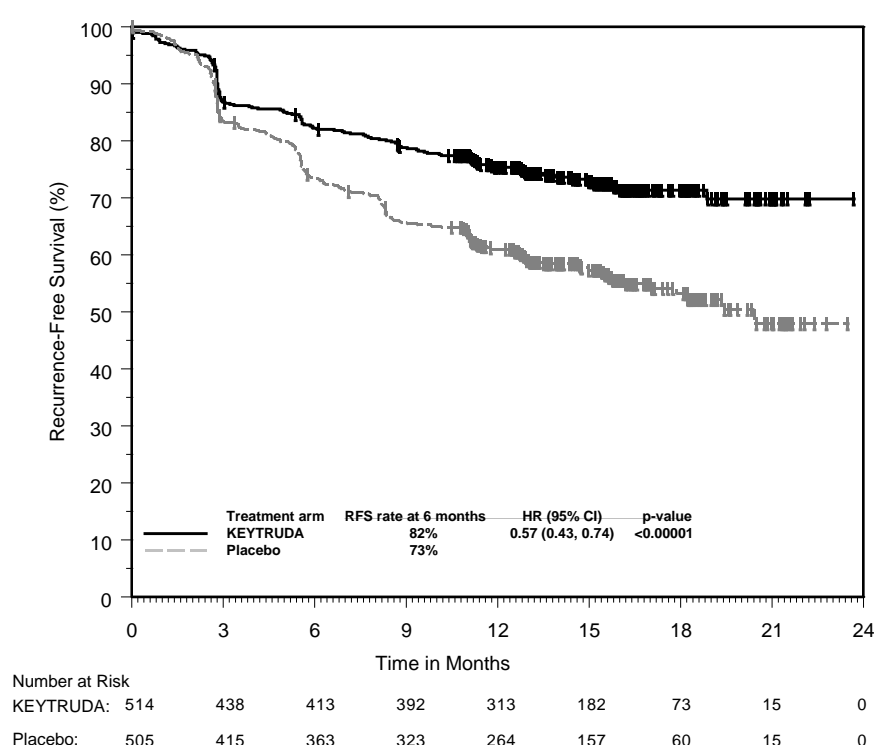 100
90
80
70
60
50
40
30
20
10
0
Recurrence-Free Survival (%)
Treatment arm RFS rate at 6 months HR (95% CI) p-value
KEYTRUDA 82% 0.57 (0.43, 0.74) <0.00001
Placebo 73%
0 3 6 9 12 15 18 21 24
Time in Months
Number at Risk
KEYTRUDA: 514 438 413 392 313 182 73 15 0
Placebo: 505 415 363 323 264 157 60 15 0